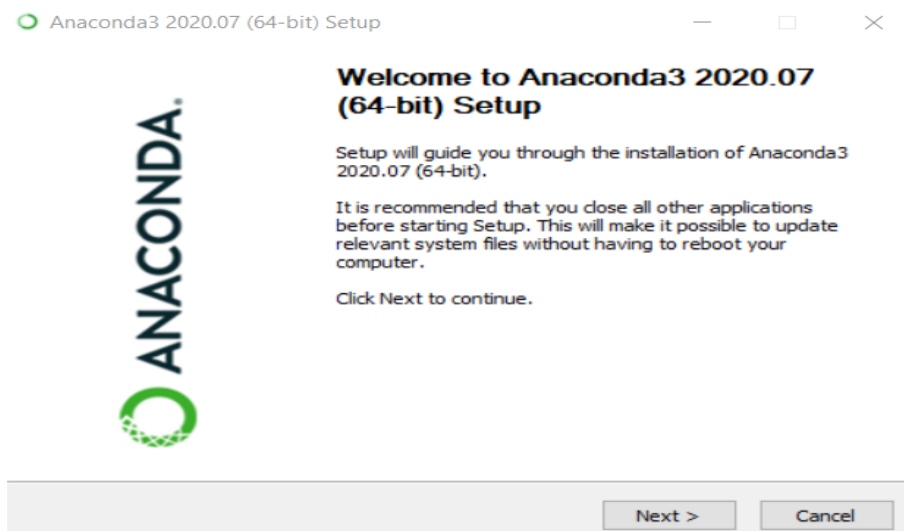 Anaconda3 2020.07 (64-bit) Setup
ANACONDA.
Welcome to Anaconda3 2020.07
(64-bit) Setup
Setup will guide you through the installation of Anaconda3
2020.07 (64-bit).
It is recommended that you close all other applications
before starting Setup. This will make it possible to update
relevant system files without having to reboot your
computer.
Click Next to continue.
Next >
Cancel